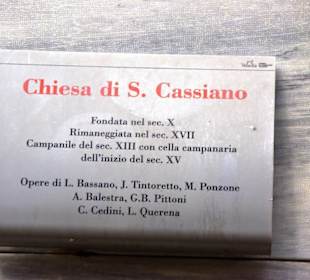 Chiesa di S. Cassiano
Fondata nel sec. X
Rimaneggiata nel sec. XVII
Campanile del sec. XIII con cella campanaria
dell'inizio del sec. XV
Opere di L. Bassano, J. Tintoretto, M. Ponzone
A. Balestra, G.B. Pittoni
C. Cedini, L. Querena